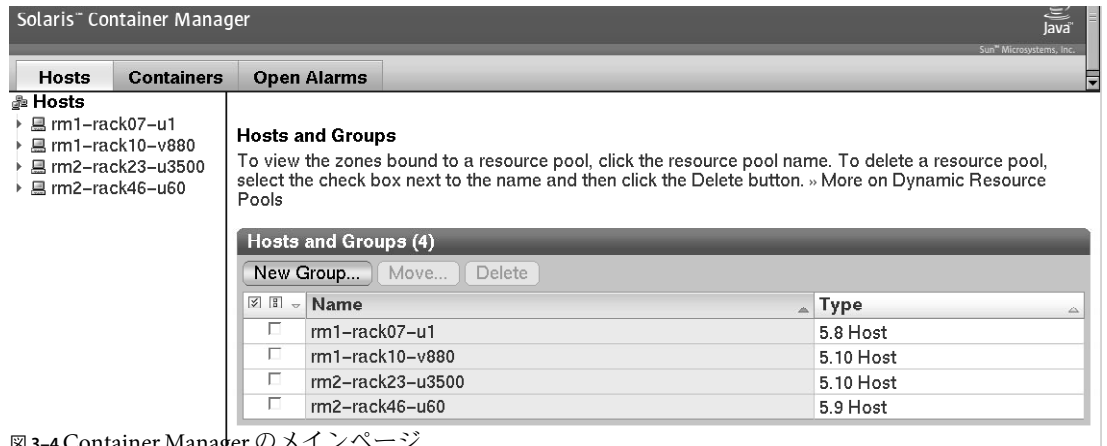 Solaris™ Container Manager
Java™
Sun™ Microsystems, Inc.
Hosts Containers Open Alarms
Hosts
rm1-rack07-u1
rm1-rack10-v880
rm2-rack23-u3500
rm2-rack46-u60
Hosts and Groups
To view the zones bound to a resource pool, click the resource pool name. To delete a resource pool,
select the check box next to the name and then click the Delete button. » More on Dynamic Resource
Pools
Hosts and Groups (4)
New Group... Move... Delete
Name Type
rm1-rack07-u1 5.8 Host
rm1-rack10-v880 5.10 Host
rm2-rack23-u3500 5.10 Host
rm2-rack46-u60 5.9 Host
図 3-4 Container Manager のメインページ